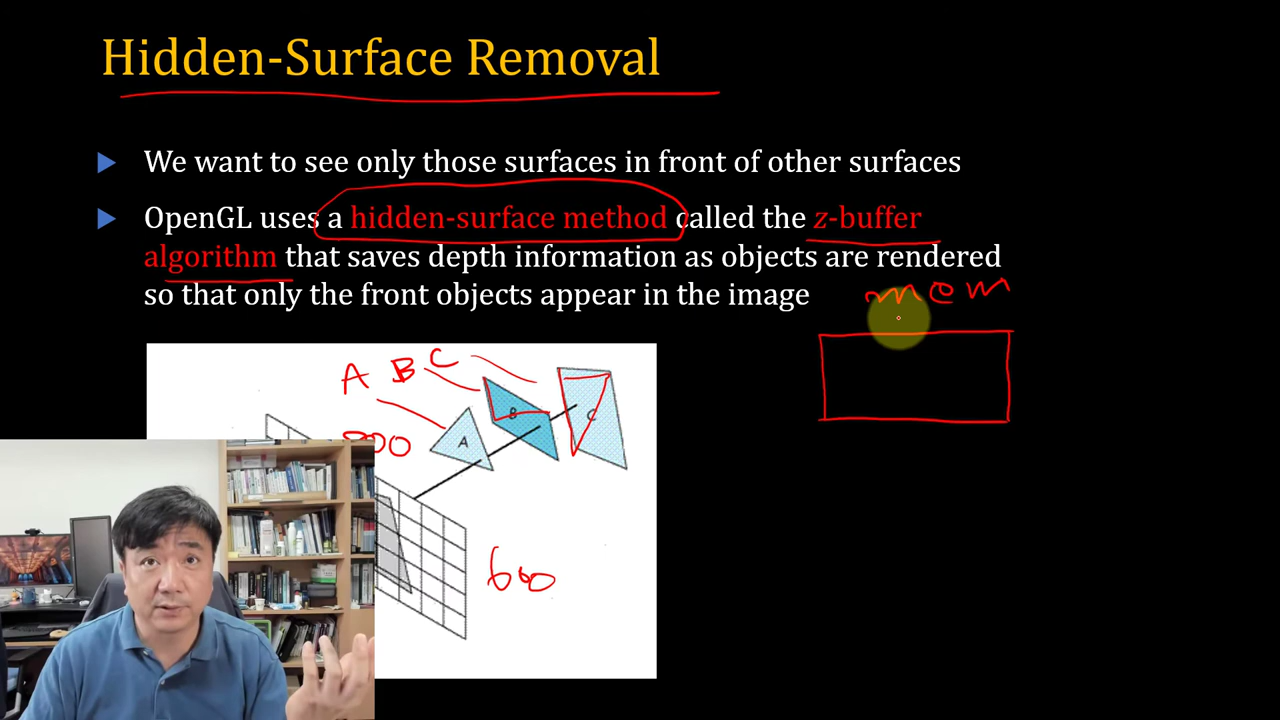 Hidden-Surface Removal
We want to see only those surfaces in front of other surfaces
OpenGL uses a hidden-surface method called the z-buffer
algorithm that saves depth information as objects are rendered
so that only the front objects appear in the image
mem
A B C
A B C
600